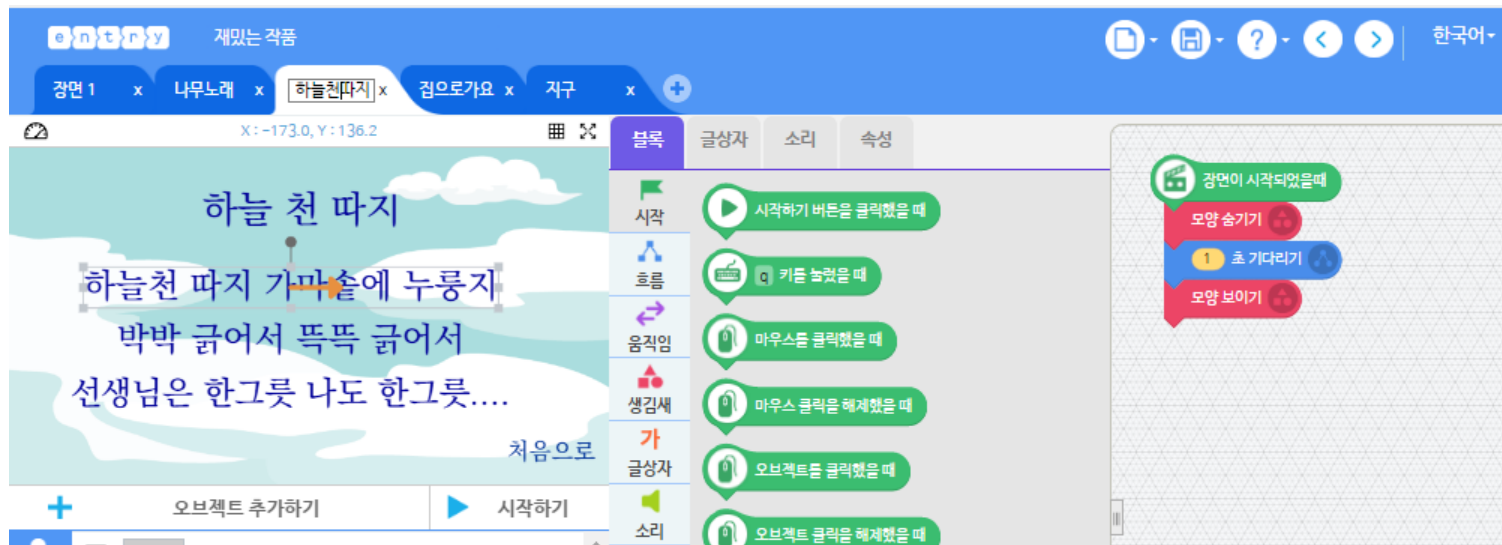 entry 재밌는 작품 한국어
장면 1 x 나무노래 x 하늘천따지 x 집으로가요 x 지구 x
X : -173.0, Y : 136.2
블록 글상자 소리 속성
하늘 천 따지
하늘천 따지 가마솥에 누룽지
박박 긁어서 뜩뜩 긁어서
선생님은 한그릇 나도 한그릇....
처음으로
오브젝트 추가하기 시작하기
시작
흐름
움직임
생김새
가
글상자
소리
시작하기 버튼을 클릭했을 때
q 키를 눌렀을 때
마우스를 클릭했을 때
마우스 클릭을 해제했을 때
오브젝트를 클릭했을 때
오브젝트 클릭을 해제했을 때
장면이 시작되었을때
모양 숨기기
1 초 기다리기
모양 보이기